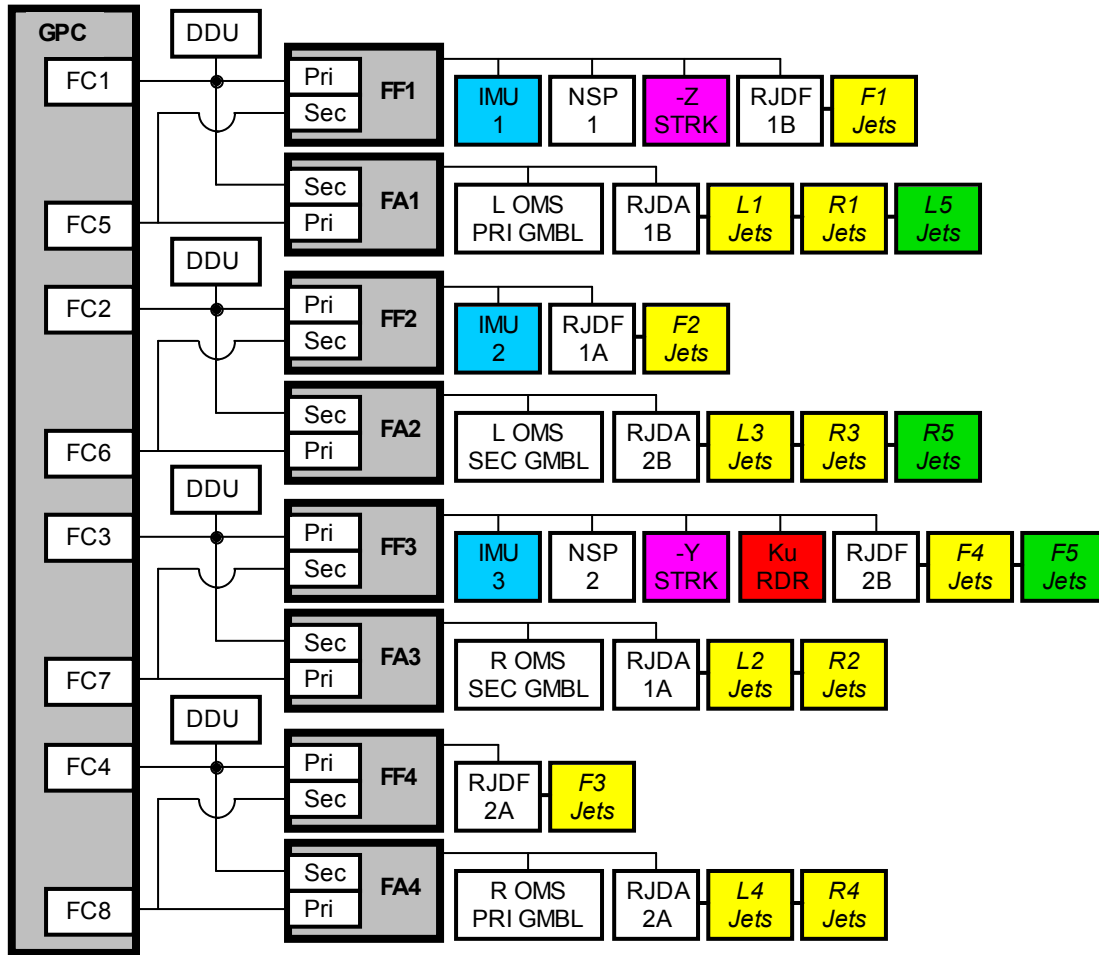 GPC
DDU
FC1
Pri
Sec
FF1
IMU
1
NSP
1
-Z
STRK
RJDF
1B
F1
Jets
FC5
Sec
Pri
FA1
L OMS
PRI GMBL
RJDA
1B
L1
Jets
R1
Jets
L5
Jets
DDU
FC2
Pri
Sec
FF2
IMU
2
RJDF
1A
F2
Jets
FC6
Sec
Pri
FA2
L OMS
SEC GMBL
RJDA
2B
L3
Jets
R3
Jets
R5
Jets
DDU
FC3
Pri
Sec
FF3
IMU
3
NSP
2
-Y
STRK
Ku
RDR
RJDF
2B
F4
Jets
F5
Jets
FC7
Sec
Pri
FA3
R OMS
SEC GMBL
RJDA
1A
L2
Jets
R2
Jets
DDU
FC4
Pri
Sec
FF4
RJDF
2A
F3
Jets
FC8
Sec
Pri
FA4
R OMS
PRI GMBL
RJDA
2A
L4
Jets
R4
Jets